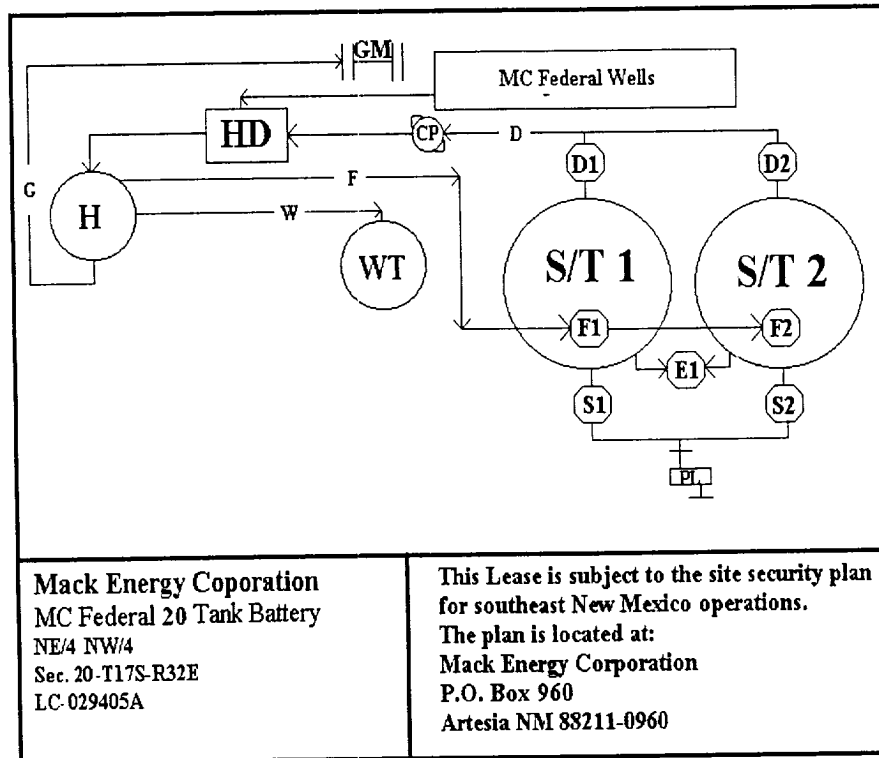 GM
MC Federal Wells
HD
CP
D
D1
D2
G
F
H
W
WT
S/T 1
S/T 2
F1
F2
E1
S1
S2
PL
Mack Energy Coporation
MC Federal 20 Tank Battery
NE/4 NW/4
Sec. 20-T17S-R32E
LC-029405A
This Lease is subject to the site security plan
for southeast New Mexico operations.
The plan is located at:
Mack Energy Corporation
P.O. Box 960
Artesia NM 88211-0960